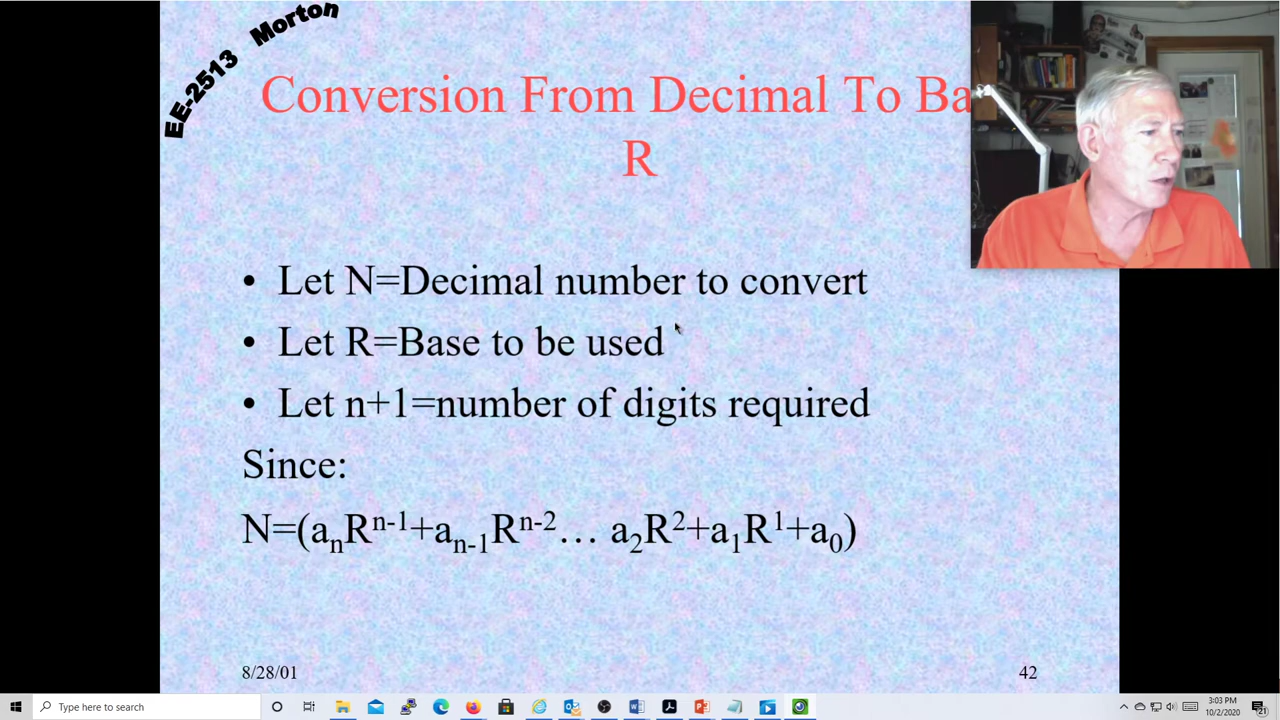 EE-2513 Morton
Conversion From Decimal To Ba
R
• Let N=Decimal number to convert
• Let R=Base to be used
• Let n+1=number of digits required
Since:
N=(aₙRⁿ⁻¹+aₙ₋₁Rⁿ⁻²… a₂R²+a₁R¹+a₀)
8/28/01
42
Type here to search
3:03 PM
10/2/2020
21